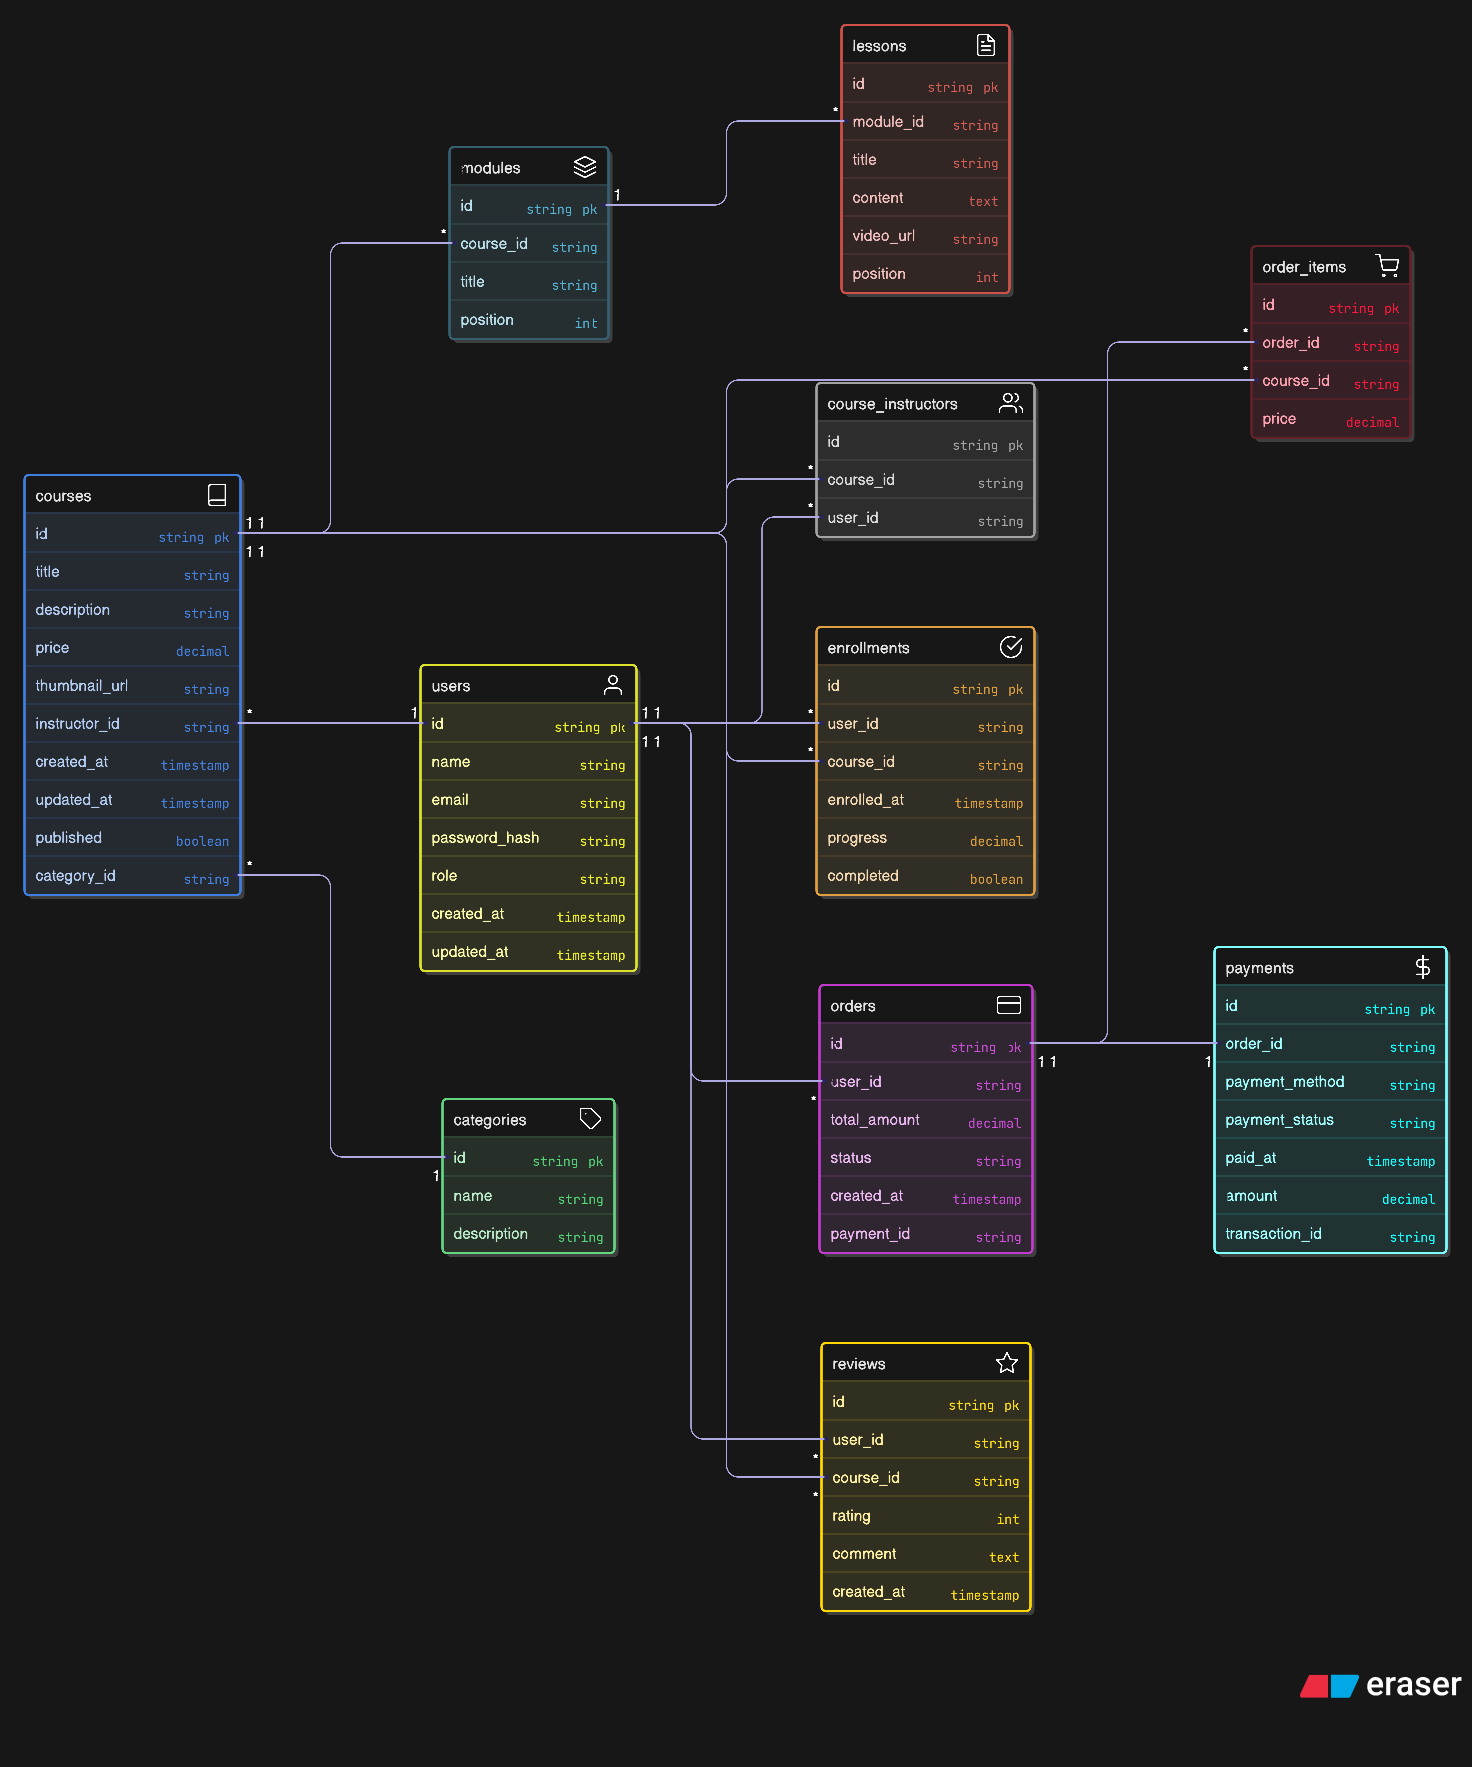 lessons
id string pk
module_id string
title string
content text
video_url string
position int
modules
id string pk
course_id string
title string
position int
*
1
*
order_items
id string pk
order_id string
course_id string
price decimal
*
*
course_instructors
id string pk
course_id string
user_id string
*
*
courses
id string pk
title string
description string
price decimal
thumbnail_url string
instructor_id string
created_at timestamp
updated_at timestamp
published boolean
category_id string
1 1
1 1
*
*
users
id string pk
name string
email string
password_hash string
role string
created_at timestamp
updated_at timestamp
1
1 1
1 1
enrollments
id string pk
user_id string
course_id string
enrolled_at timestamp
progress decimal
completed boolean
*
*
orders
id string pk
user_id string
total_amount decimal
status string
created_at timestamp
payment_id string
*
1 1
payments
id string pk
order_id string
payment_method string
payment_status string
paid_at timestamp
amount decimal
transaction_id string
1
categories
id string pk
name string
description string
1
reviews
id string pk
user_id string
course_id string
rating int
comment text
created_at timestamp
*
*
eraser